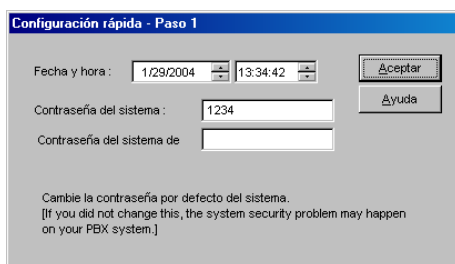 Configuración rápida - Paso 1
Fecha y hora : 1/29/2004 13:34:42 Aceptar
Ayuda
Contraseña del sistema : 1234
Contraseña del sistema de
Cambie la contraseña por defecto del sistema.
[If you did not change this, the system security problem may happen
on your PBX system.]